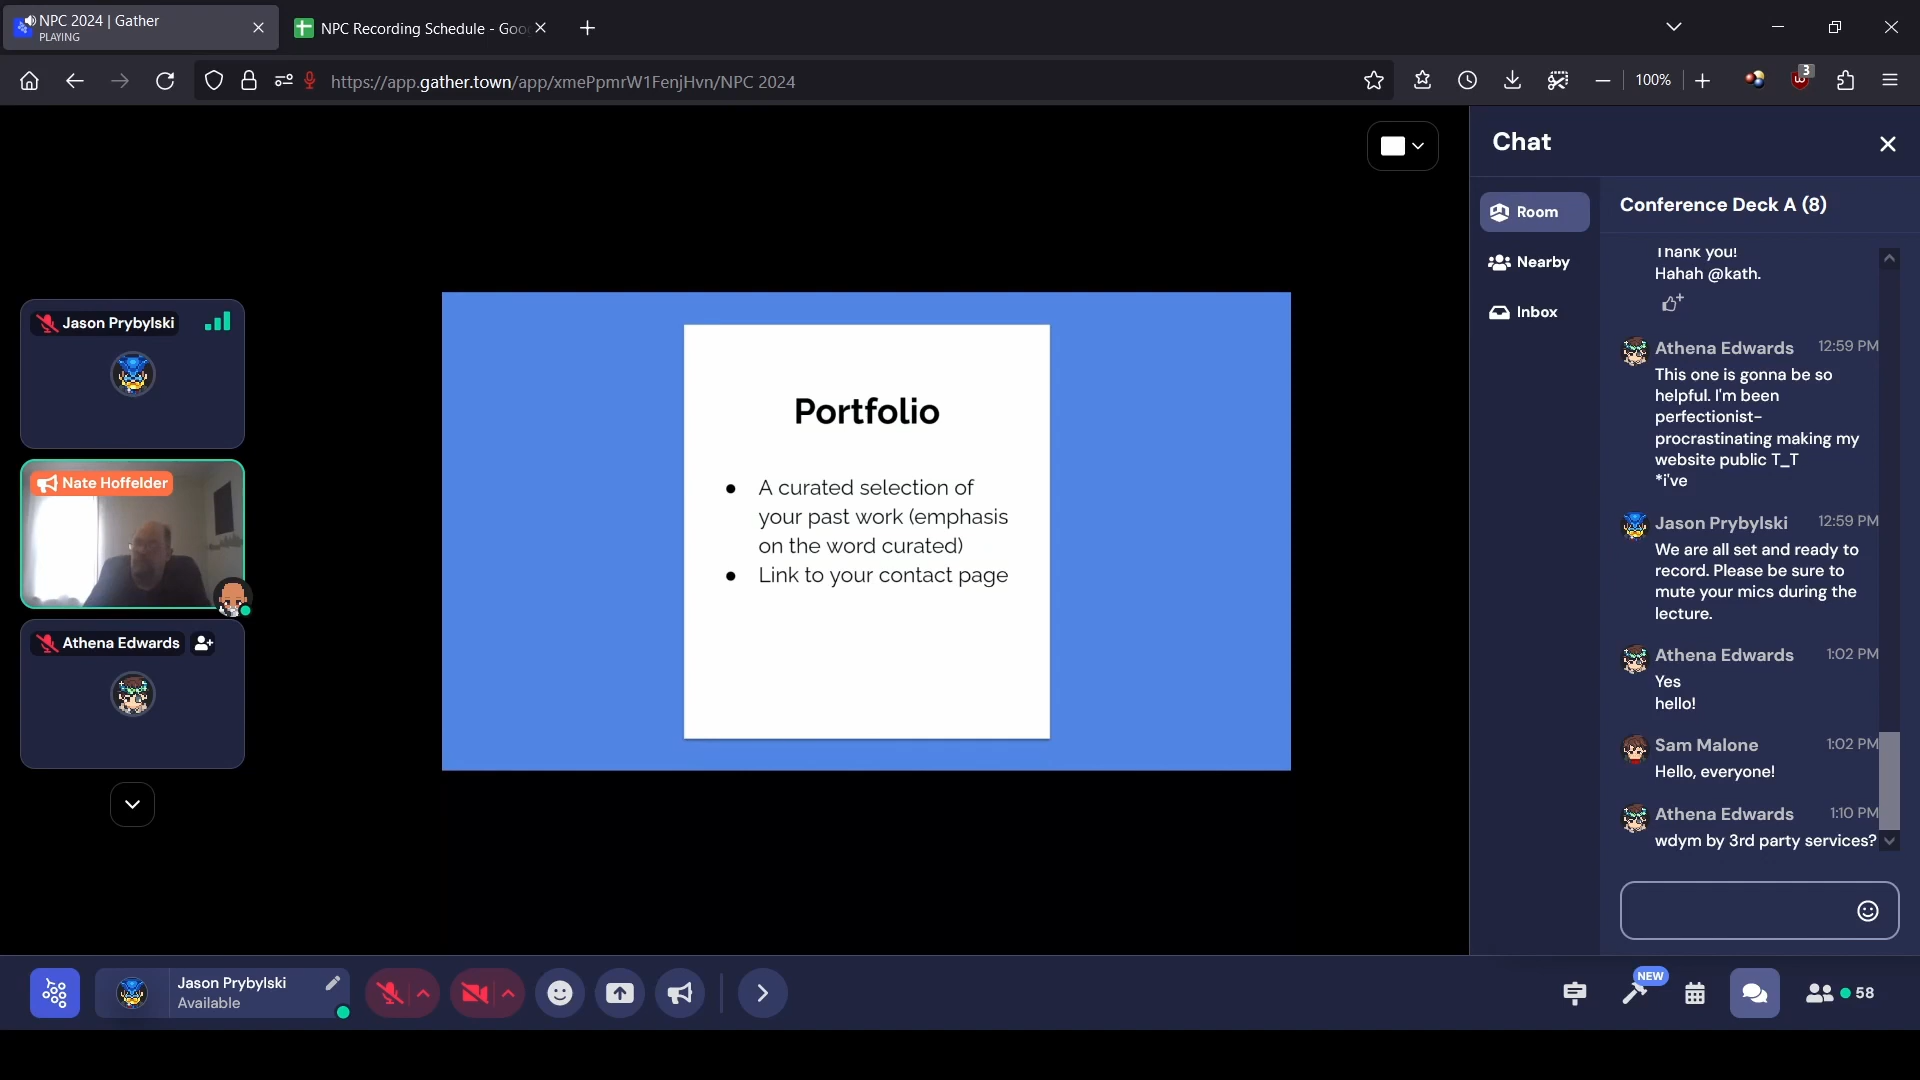 NPC 2024 | Gather
PLAYING
NPC Recording Schedule - Goo
https://app.gather.town/app/xmePpmrW1FenjHvn/NPC 2024
100%
3
Chat
Room
Nearby
Inbox
Conference Deck A (8)
Thank you!
Hahah @kath.
Athena Edwards 12:59 PM
This one is gonna be so
helpful. I'm been
perfectionist-
procrastinating making my
website public T_T
*i've
Jason Prybylski 12:59 PM
We are all set and ready to
record. Please be sure to
mute your mics during the
lecture.
Athena Edwards 1:02 PM
Yes
hello!
Sam Malone 1:02 PM
Hello, everyone!
Athena Edwards 1:10 PM
wdym by 3rd party services?
Jason Prybylski
Nate Hoffelder
Athena Edwards
Portfolio
● A curated selection of
your past work (emphasis
on the word curated)
● Link to your contact page
Jason Prybylski
Available
NEW
58